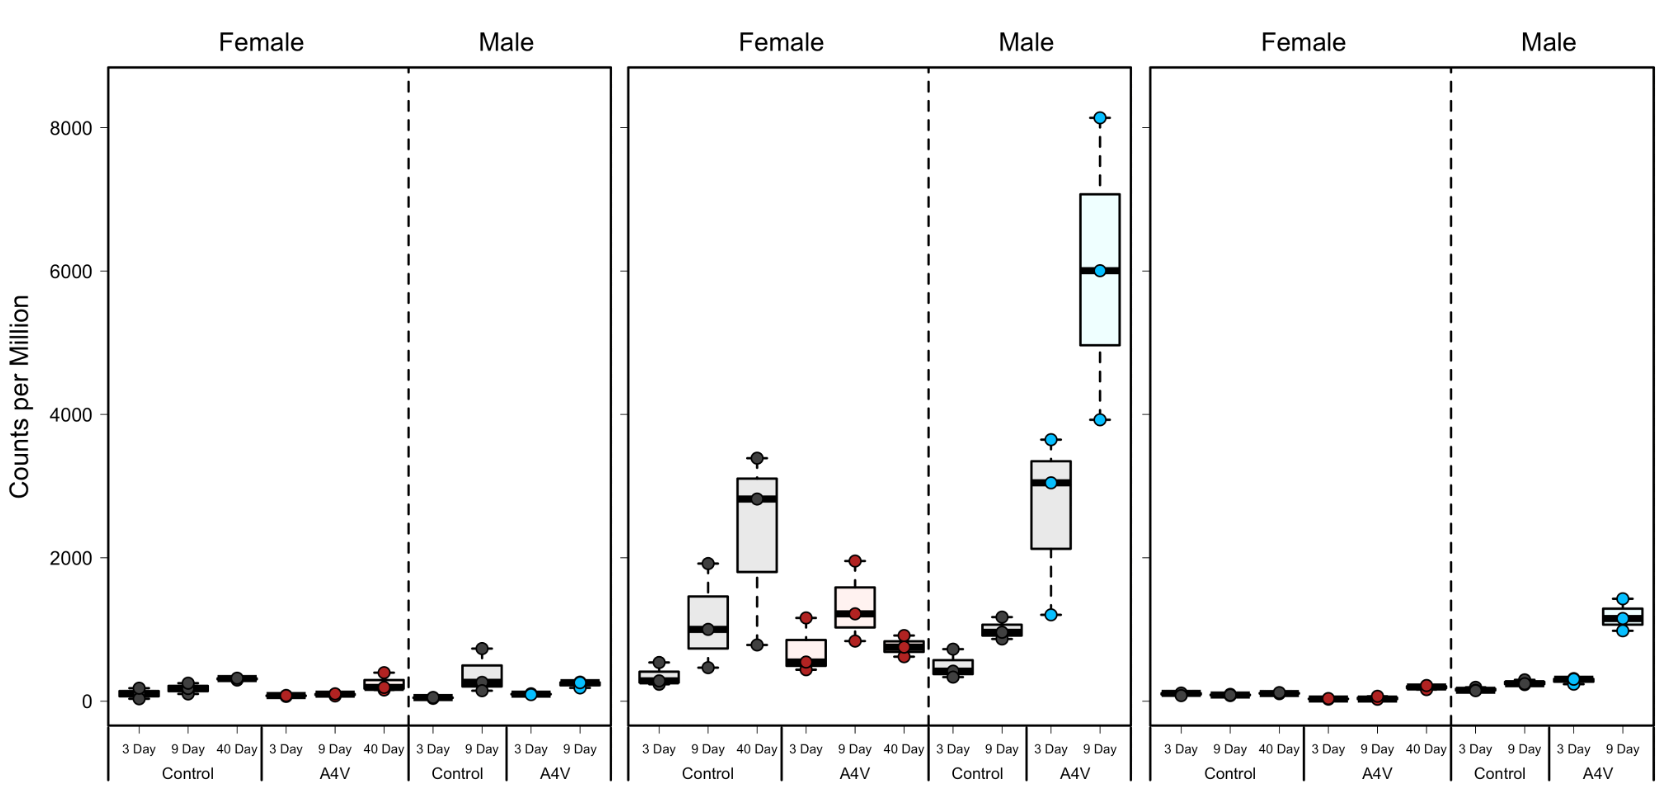 Female Male Female Male Female Male
Counts per Million
8000
6000
4000
2000
0
3 Day 9 Day 40 Day 3 Day 9 Day 40 Day 3 Day 9 Day 3 Day 9 Day 3 Day 9 Day 40 Day 3 Day 9 Day 40 Day 3 Day 9 Day 3 Day 9 Day 3 Day 9 Day 40 Day 3 Day 9 Day 40 Day 3 Day 9 Day 3 Day 9 Day
Control A4V Control A4V Control A4V Control A4V Control A4V Control A4V